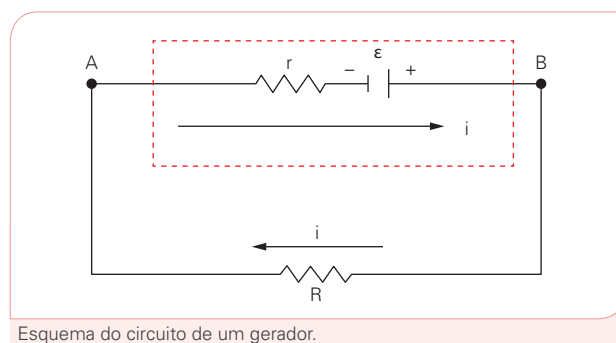 ε
A r – + B
i
i
R
Esquema do circuito de um gerador.